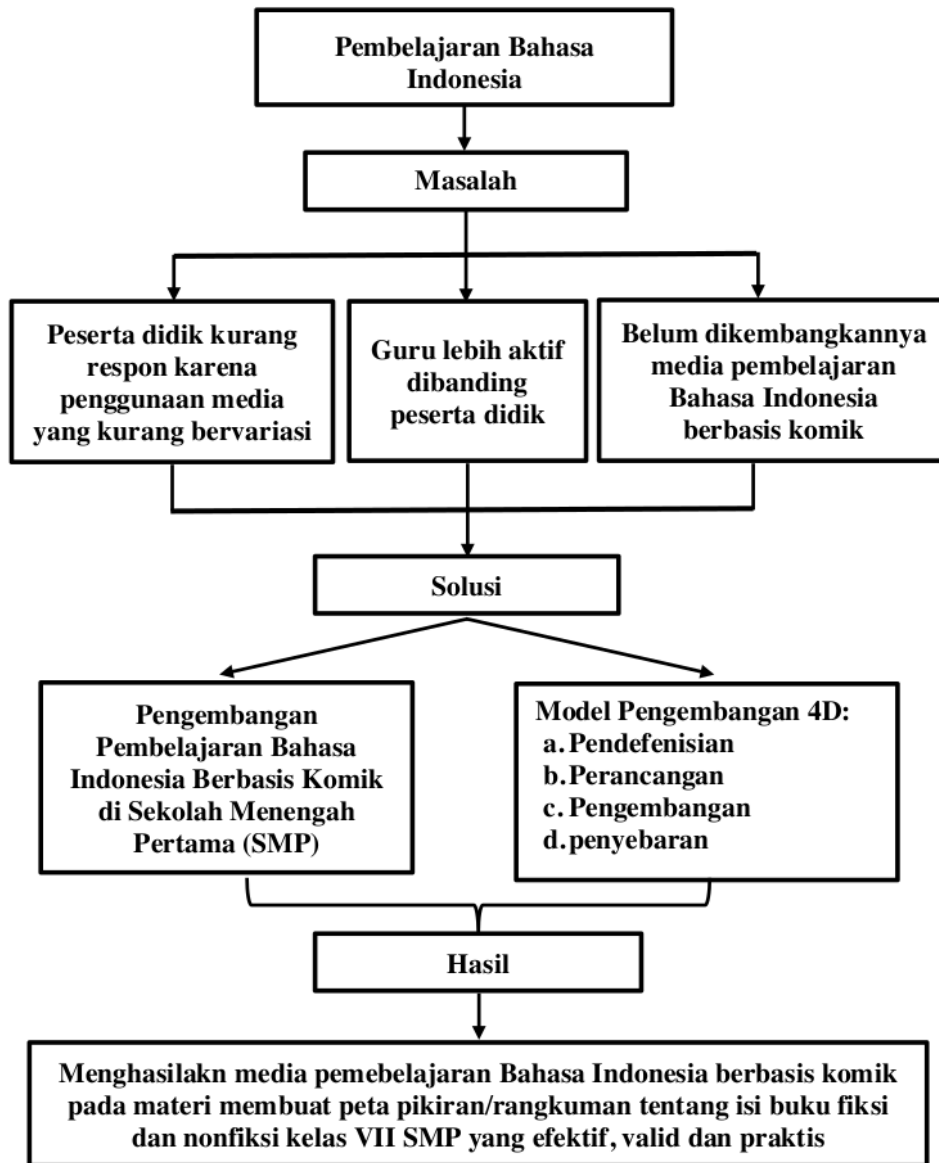 Pembelajaran Bahasa
Indonesia
Masalah
Peserta didik kurang
respon karena
penggunaan media
yang kurang bervariasi
Guru lebih aktif
dibanding
peserta didik
Belum dikembangkannya
media pembelajaran
Bahasa Indonesia
berbasis komik
Solusi
Pengembangan
Pembelajaran Bahasa
Indonesia Berbasis Komik
di Sekolah Menengah
Pertama (SMP)
Model Pengembangan 4D:
a. Pendefenisian
b. Perancangan
c. Pengembangan
d. penyebaran
Hasil
Menghasilakn media pemebelajaran Bahasa Indonesia berbasis komik
pada materi membuat peta pikiran/rangkuman tentang isi buku fiksi
dan nonfiksi kelas VII SMP yang efektif, valid dan praktis